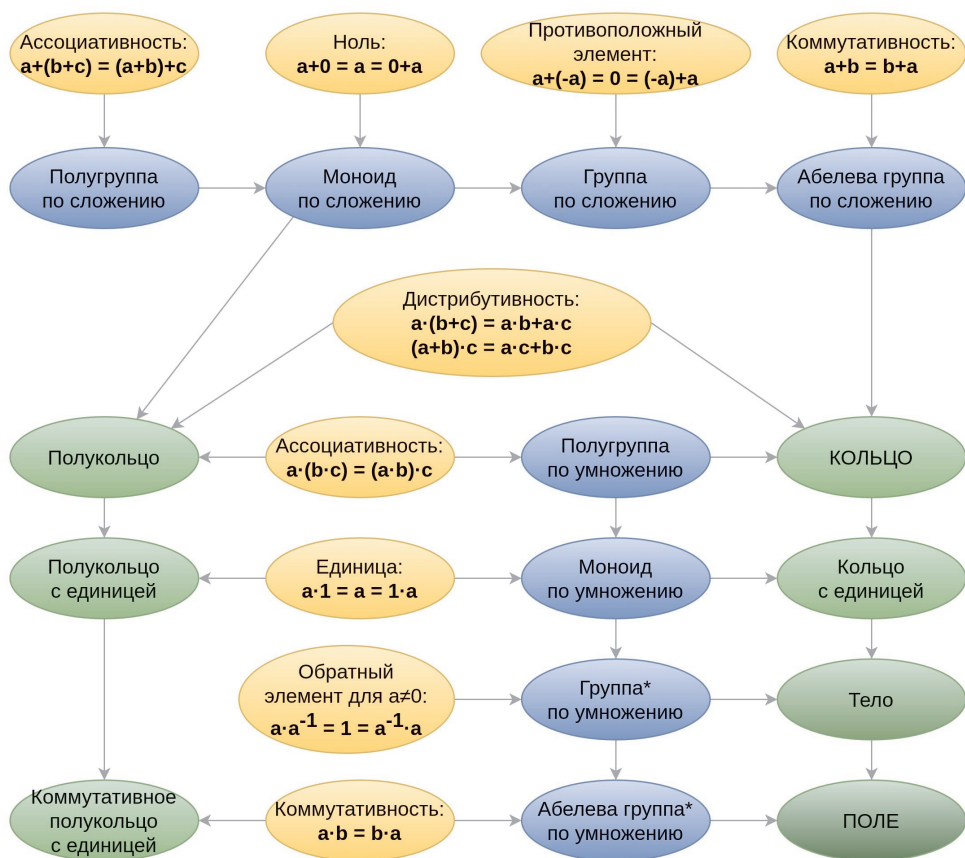 Ассоциативность:
a+(b+c) = (a+b)+c
Ноль:
a+0 = a = 0+a
Противоположный
элемент:
a+(-a) = 0 = (-a)+a
Коммутативность:
a+b = b+a
Полугруппа
по сложению
Моноид
по сложению
Группа
по сложению
Абелева группа
по сложению
Дистрибутивность:
a·(b+c) = a·b+a·c
(a+b)·c = a·c+b·c
Полукольцо
Ассоциативность:
a·(b·c) = (a·b)·c
Полугруппа
по умножению
КОЛЬЦО
Полукольцо
с единицей
Единица:
a·1 = a = 1·a
Моноид
по умножению
Кольцо
с единицей
Обратный
элемент для a≠0:
a·a⁻¹ = 1 = a⁻¹·a
Группа*
по умножению
Тело
Коммутативное
полукольцо
с единицей
Коммутативность:
a·b = b·a
Абелева группа*
по умножению
ПОЛЕ